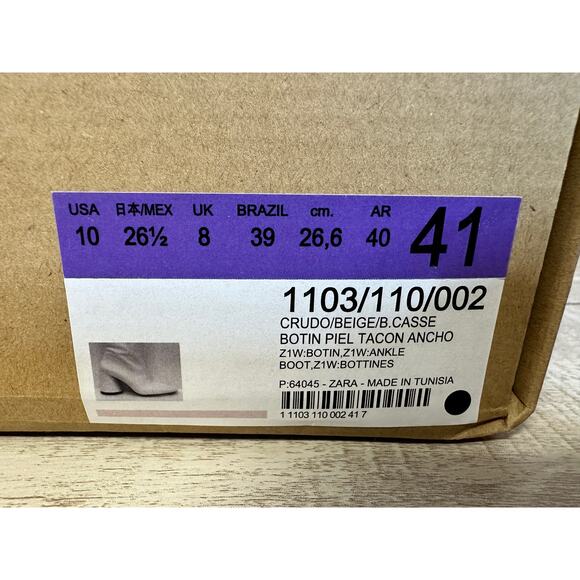 USA 日本/MEX UK BRAZIL cm. AR
10 26½ 8 39 26,6 40 41
1103/110/002
CRUDO/BEIGE/B.CASSE
BOTIN PIEL TACON ANCHO
Z1W:BOTIN,Z1W:ANKLE
BOOT,Z1W:BOTTINES
P:64045 - ZARA - MADE IN TUNISIA
1 1103 110 002 41 7